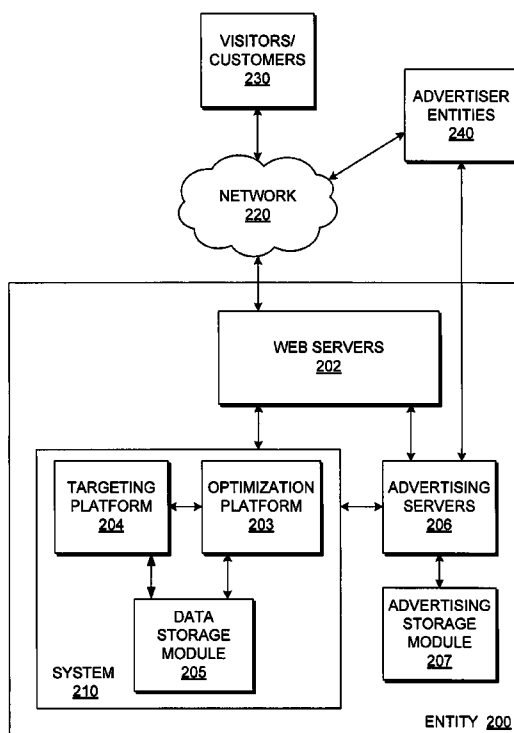 VISITORS/
CUSTOMERS
230
ADVERTISER
ENTITIES
240
NETWORK
220
WEB SERVERS
202
TARGETING
PLATFORM
204
OPTIMIZATION
PLATFORM
203
ADVERTISING
SERVERS
206
DATA
STORAGE
MODULE
205
ADVERTISING
STORAGE
MODULE
207
SYSTEM
210
ENTITY 200